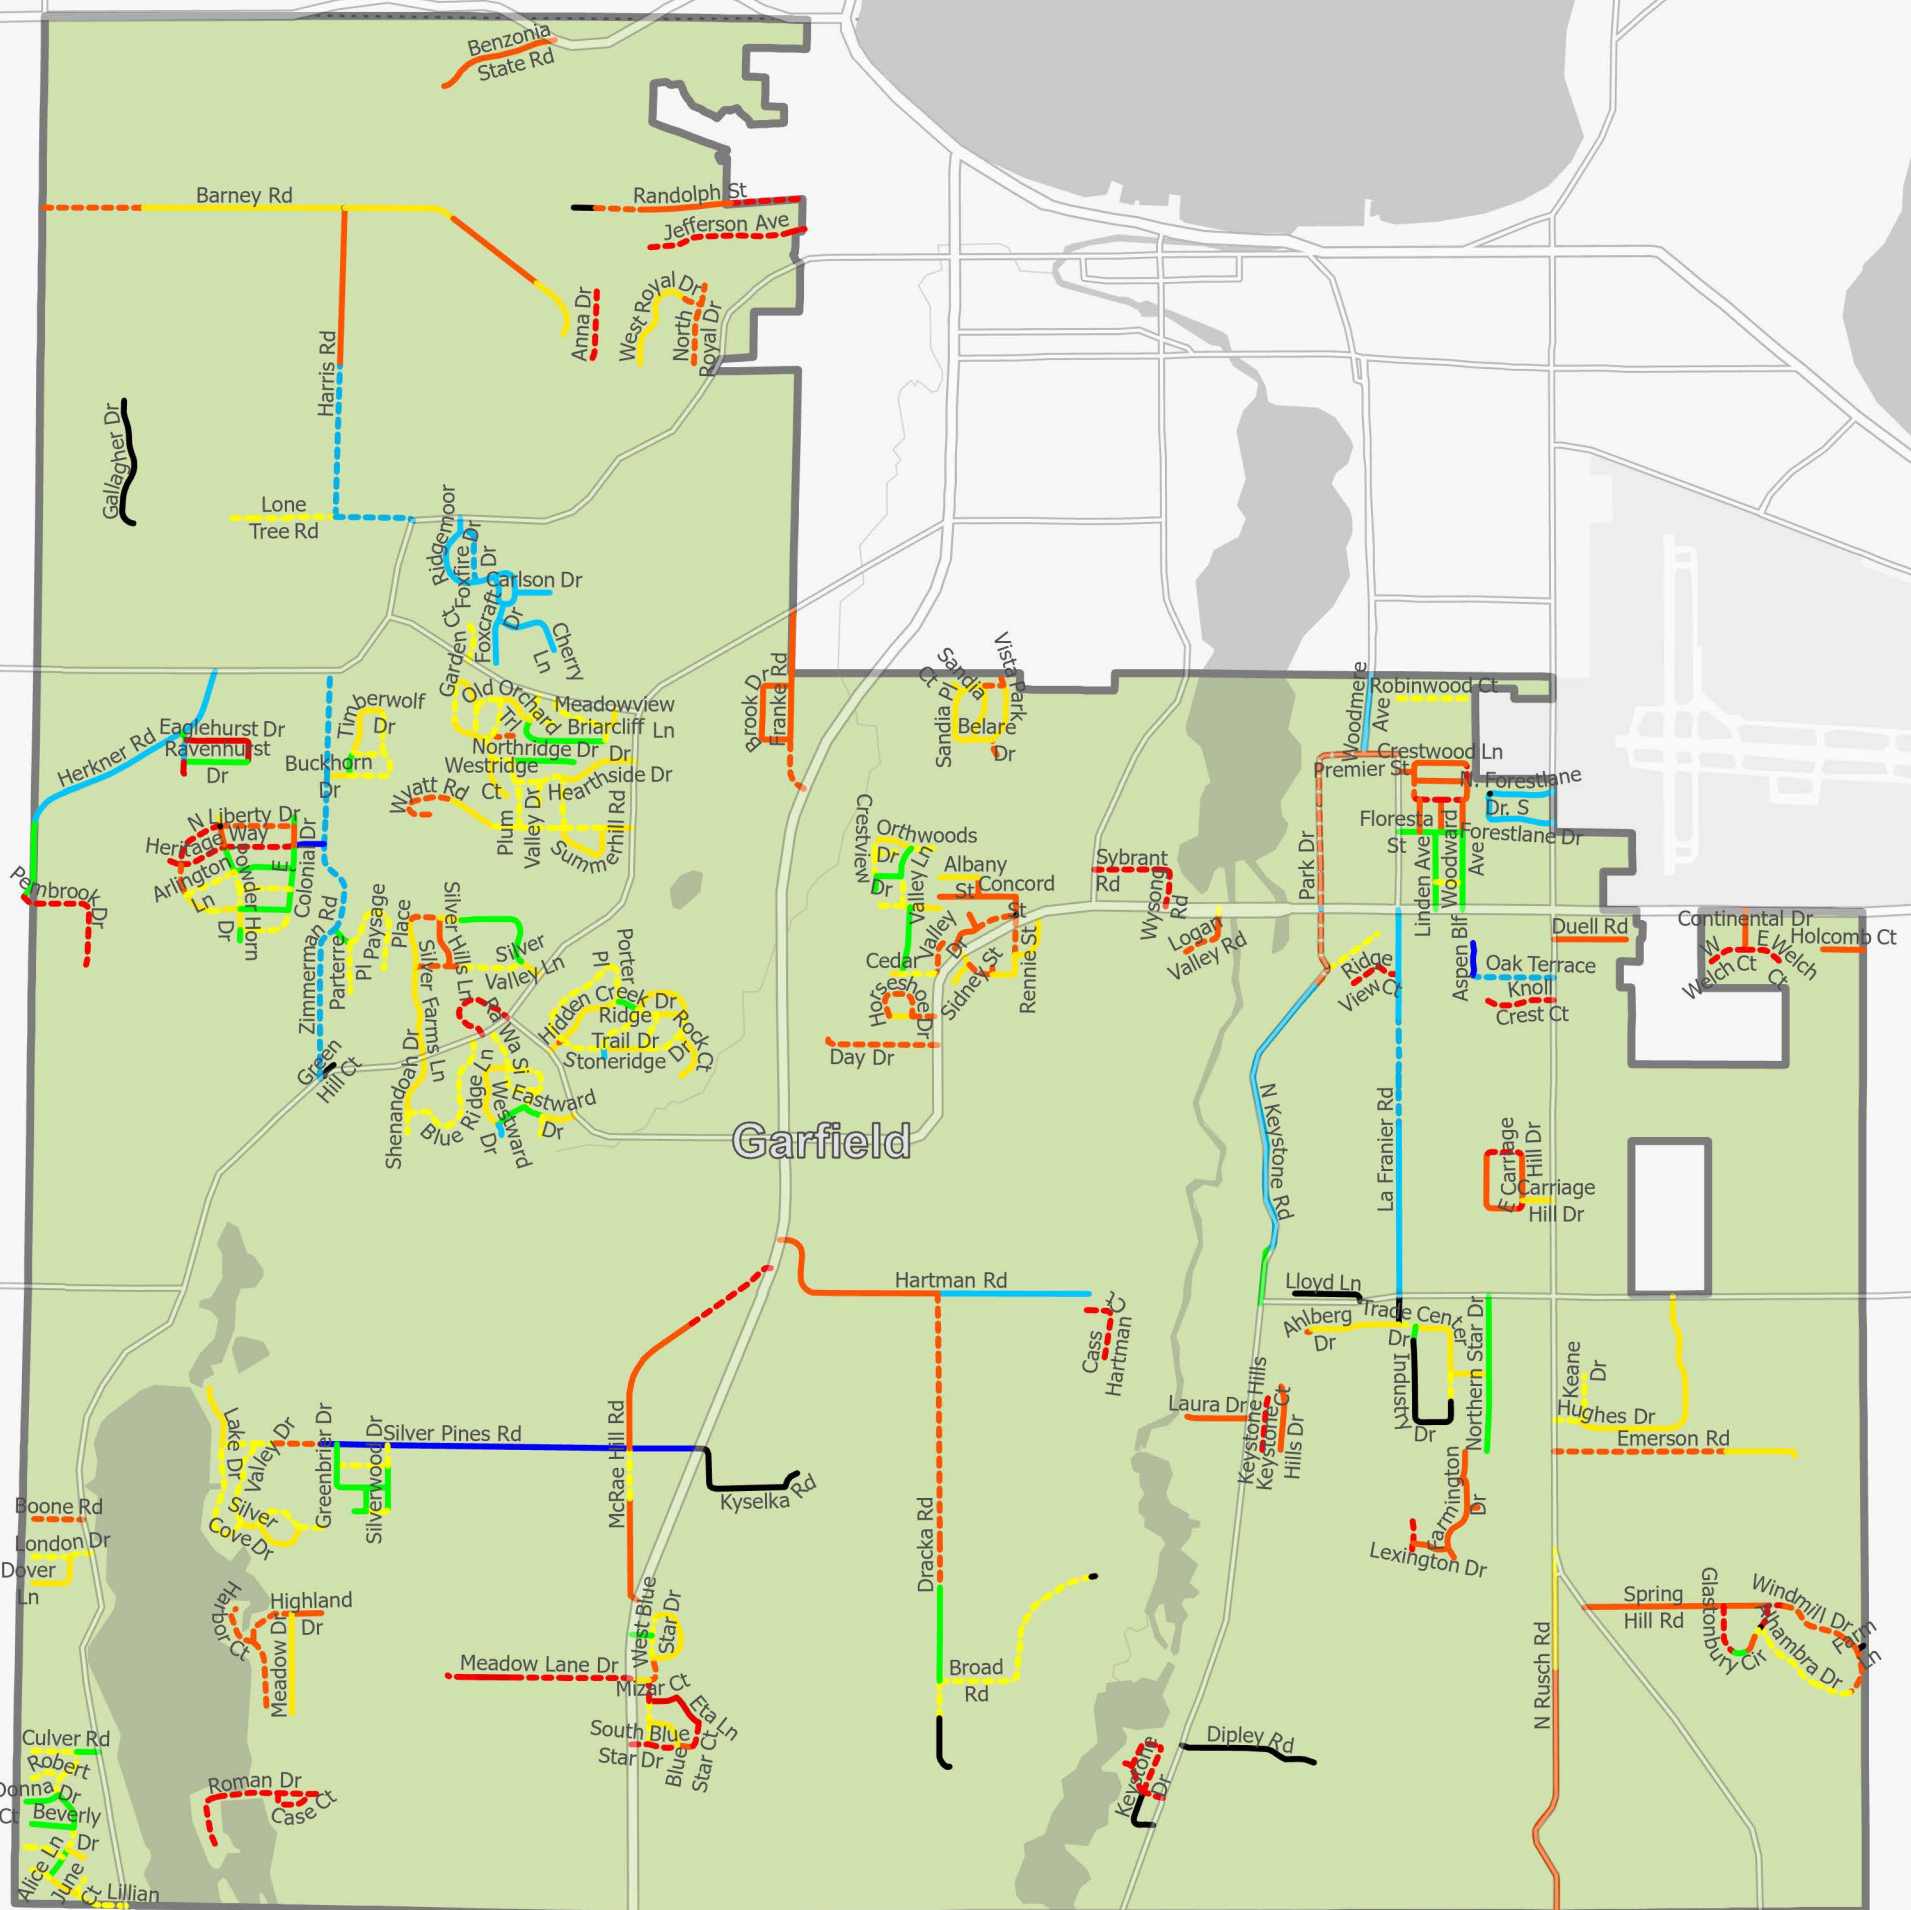 Benzonia
State Rd
Barney Rd
Randolph St
Jefferson Ave
West Royal Dr
North
Royal Dr
Anna Dr
Harris Rd
Gallagher Dr
Lone
Tree Rd
Ridgemoor
Dr
Foxfire Dr
Carlson Dr
Foxcraft
Dr
Cherry
Ln
Garden Ct
Old Orchard
Trl
Meadowview
Ln
Briarcliff
Northridge Dr
Dr
Westridge
Ct
Hearthside Dr
Wyatt Rd
Plum
Valley Dr
Summerhill Rd
Timberwolf
Dr
Buckhorn
Dr
Eaglehurst Dr
Ravenhurst
Dr
Herkner Rd
N Liberty Dr
Way
Heritage
Arlington
Ln
Powder Horn
Dr
E
Colonial Dr
Pembrook
Dr
Zimmerman Rd
Parterre
Pl
Paysage
Place
Silver
Hills Ln
Silver Farms Ln
Silver
Valley Ln
Shenandoah Dr
Blue
Ridge Ln
Ra Wa Si
Westward
Dr
Eastward
Dr
Hidden Creek Dr
Porter
Pl
Ridge
Trail Dr
Stoneridge
Dr
Rock Ct
Green
Hill Ct
Brook Dr
Franke Rd
Sandia
Ct
Sandia Pl
Vista Park
Belare
Dr
Crestview
Dr
Orthwoods
Dr
Valley Ln
Albany
St
Concord
St
Valley
Dr
Cedar
Sidney St
Rennie St
Horseshoe Dr
Day Dr
Sybrant
Rd
Wysong
Rd
Logan
Valley Rd
Woodmere
Ave
Robinwood Ct
Crestwood Ln
Premier St
N. Forestlane
Dr. S
Forestlane Dr
Floresta
St
Linden Ave
Woodward
Ave
Park Dr
Ridge
View Ct
Aspen Blf
Oak Terrace
Knoll
Crest Ct
Duell Rd
Continental Dr
Holcomb Ct
W
Welch Ct
E Welch
Ct
N Keystone Rd
La Franier Rd
E Carriage
Hill Dr
Carriage
Hill Dr
Garfield
Hartman Rd
Cass
Hartman Ct
Lloyd Ln
Ahlberg
Dr
Trade Center
Dr
Industry
Dr
Northern Star Dr
Keane
Dr
Hughes Dr
Emerson Rd
Laura Dr
Keystone Hills
Keystone Ct
Hills Dr
Farmington
Dr
Lexington Dr
Spring
Hill Rd
Glastonbury Cir
Windmill Dr
Farm
Ln
Alhambra Dr
N Rusch Rd
Lake Dr
Valley Dr
Greenbrier Dr
Silverwood Dr
Silver Pines Rd
Kyselka Rd
McRae Hill Rd
Silver
Cove Dr
Boone Rd
London Dr
Dover
Ln
Harbor Ct
Highland
Dr
Meadow Dr
Meadow Lane Dr
West Blue
Star Dr
Mizar Ct
Eta Ln
South Blue
Star Dr
Blue
Star Ct
Dracka Rd
Broad
Rd
Dipley Rd
Keystone
Dr
Culver Rd
Robert
Donna Dr
Ct
Beverly
Dr
Alice Ln
June
Ct
Lillian
Roman Dr
Case Ct